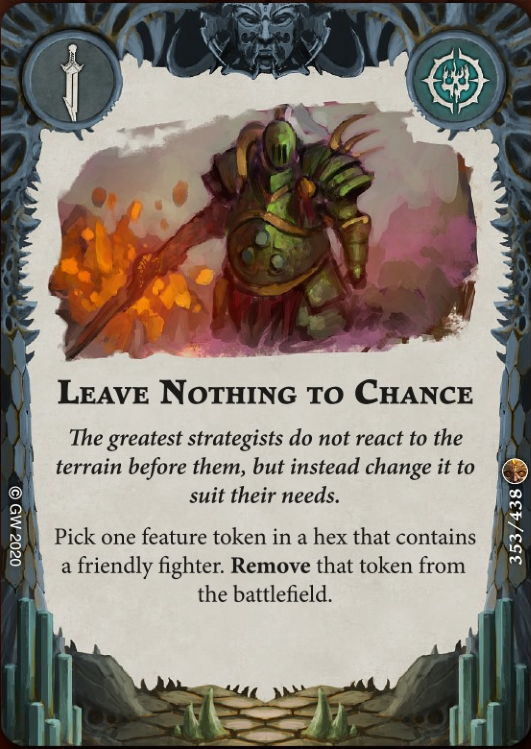 Leave Nothing to Chance
The greatest strategists do not react to the
terrain before them, but instead change it to
suit their needs.
Pick one feature token in a hex that contains
a friendly fighter. Remove that token from
the battlefield.
© GW 2020
353/438